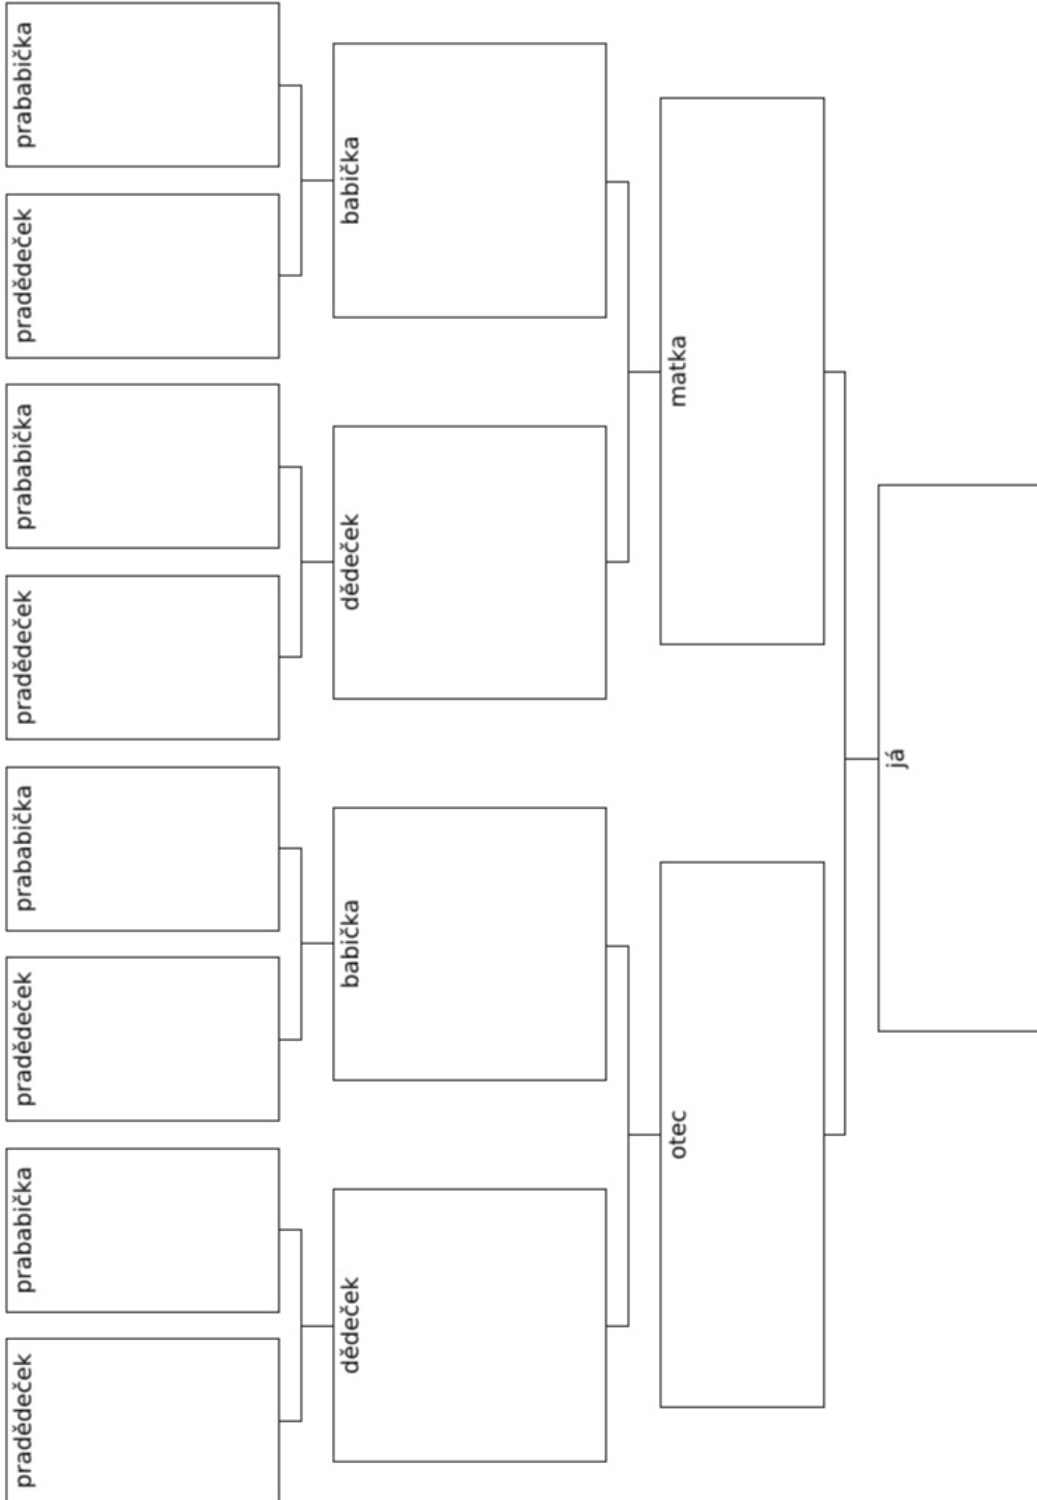 pradědeček
prababička
pradědeček
prababička
pradědeček
prababička
pradědeček
prababička
dědeček
babička
dědeček
babička
otec
matka
já